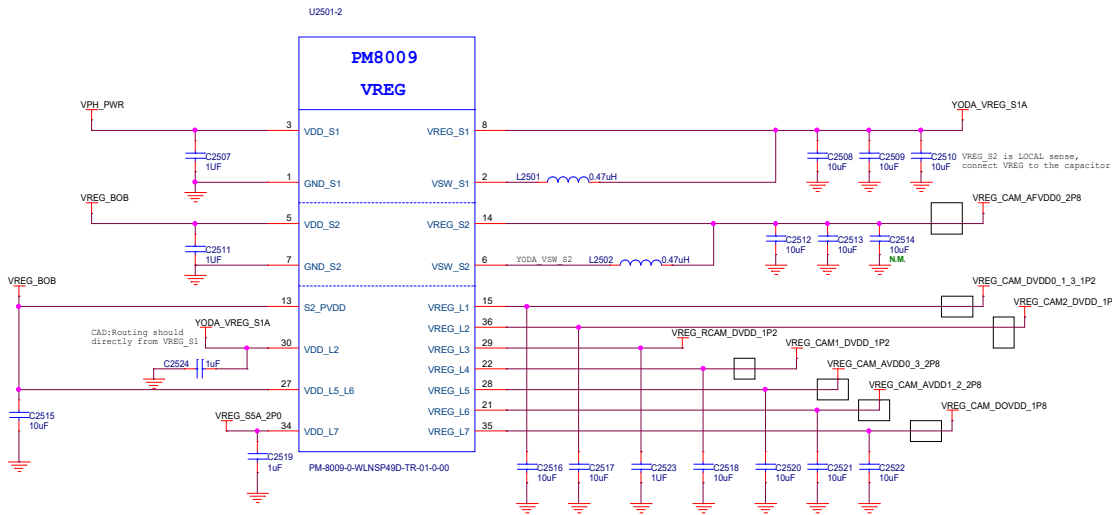 U2501-2
PM8009
VREG
VPH_PWR
YODA_VREG_S1A
3 VDD_S1 VREG_S1 8
C2507
1UF
C2508
10uF
C2509
10uF
C2510
10uF
VREG_S2 is LOCAL sense,
connect VREG to the capacitor
1 GND_S1 VSW_S1 2
L2501 0.47uH
VREG_BOB
VREG_CAM_AFVDD0_2P8
5 VDD_S2 VREG_S2 14
C2511
1UF
C2512
10uF
C2513
10uF
C2514
10uF
N.M.
7 GND_S2 VSW_S2 6
YODA_VSW_S2
L2502 0.47uH
VREG_BOB
VREG_CAM_DVDD0_1_3_1P2
13 S2_PVDD VREG_L1 15
VREG_CAM2_DVDD_1P
YODA_VREG_S1A
CAD:Routing should
directly from VREG_S1
VREG_L2 36
VREG_RCAM_DVDD_1P2
30 VDD_L2 VREG_L3 29
VREG_CAM1_DVDD_1P2
C2524 1uF
VREG_L4 22
VREG_CAM_AVDD0_3_2P8
27 VDD_L5_L6 VREG_L5 28
VREG_CAM_AVDD1_2_2P8
C2515
10uF
VREG_L6 21
VREG_CAM_DOVDD_1P8
VREG_S5A_2P0
34 VDD_L7 VREG_L7 35
C2519
1uF
PM-8009-0-WLNSP49D-TR-01-0-00
C2516
10uF
C2517
10uF
C2523
1UF
C2518
10uF
C2520
10uF
C2521
10uF
C2522
10uF